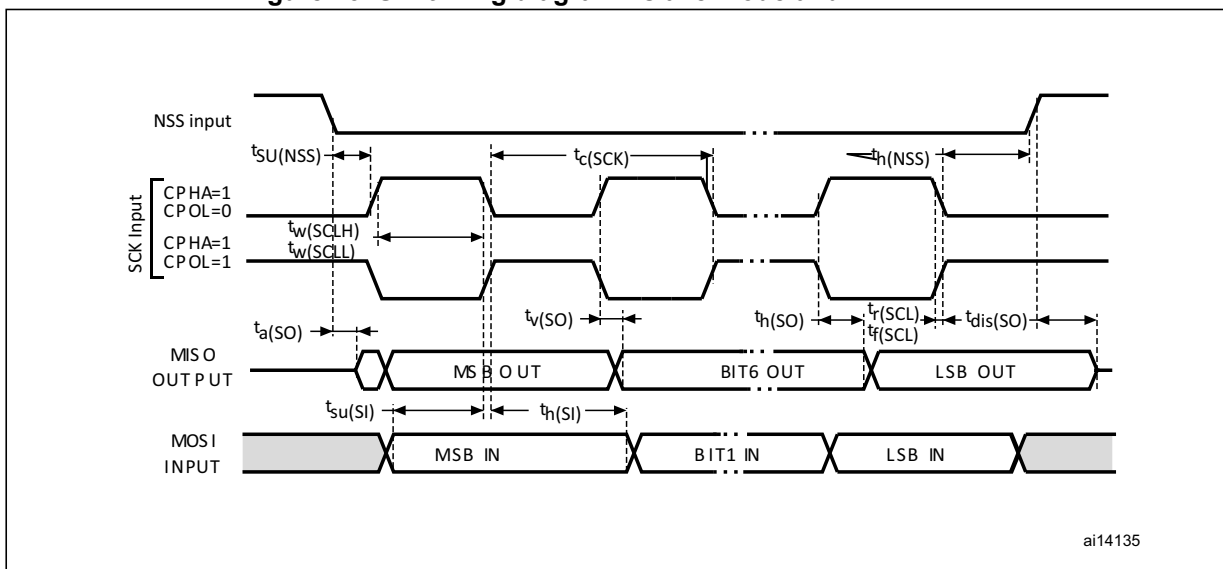 NSS input
tSU(NSS)
tc(SCK)
th(NSS)
SCK Input
CPHA=1
CPOL=0
tw(SCLH)
tw(SCLL)
CPHA=1
CPOL=1
ta(SO)
tv(SO)
th(SO)
tr(SCL)
tf(SCL)
tdis(SO)
MISO
OUTPUT
MSB OUT
BIT6 OUT
LSB OUT
tsu(SI)
th(SI)
MOSI
INPUT
MSB IN
BIT1 IN
LSB IN
ai14135